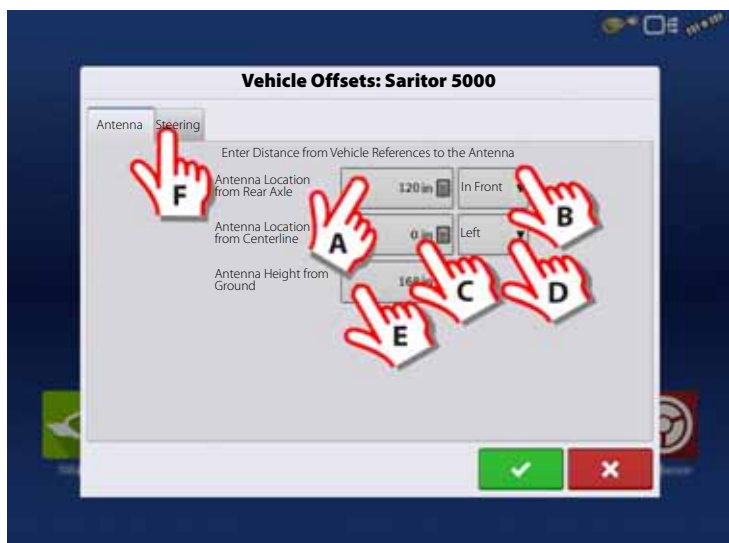 Vehicle Offsets: Saritor 5000
Antenna Steering
Enter Distance from Vehicle References to the Antenna
Antenna Location
from Rear Axle
120 in In Front
Antenna Location
from Centerline
0 in Left
Antenna Height from
Ground
168
A
B
C
D
E
F